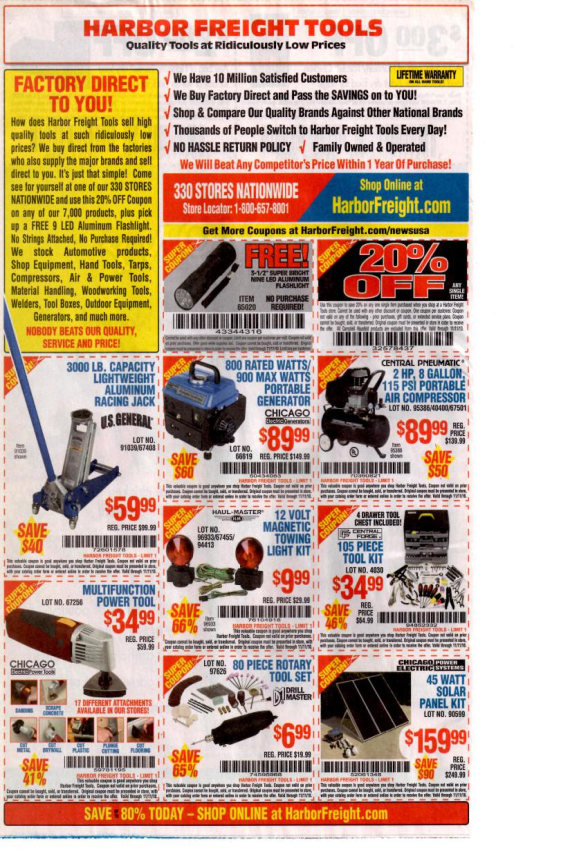 HARBOR FREIGHT TOOLS
Quality Tools at Ridiculously Low Prices
FACTORY DIRECT
TO YOU!
How does Harbor Freight Tools sell high
quality tools at such ridiculously low
prices? We buy direct from the factories
who also supply the major brands and sell
direct to you. It's just that simple! Come
see for yourself at one of our 330 STORES
NATIONWIDE and use this 20% OFF Coupon
on any of our 7,000 products, plus pick
up a FREE 9 LED Aluminum Flashlight.
No Strings Attached, No Purchase Required!
We stock Automotive products,
Shop Equipment, Hand Tools, Tarps,
Compressors, Air & Power Tools,
Material Handling, Woodworking Tools,
Welders, Tool Boxes, Outdoor Equipment,
Generators, and much more.
NOBODY BEATS OUR QUALITY,
SERVICE AND PRICE!
√ We Have 10 Million Satisfied Customers
LIFETIME WARRANTY
ON ALL HAND TOOLS!
√ We Buy Factory Direct and Pass the SAVINGS on to YOU!
√ Shop & Compare Our Quality Brands Against Other National Brands
√ Thousands of People Switch to Harbor Freight Tools Every Day!
√ NO HASSLE RETURN POLICY √ Family Owned & Operated
We Will Beat Any Competitor's Price Within 1 Year Of Purchase!
330 STORES NATIONWIDE
Store Locator: 1-800-657-8001
Shop Online at
HarborFreight.com
Get More Coupons at HarborFreight.com/newsusa
SUPER COUPON!
FREE!
3-1/2" SUPER BRIGHT
NINE LED ALUMINUM
FLASHLIGHT
ITEM
65020
NO PURCHASE
REQUIRED!
43344316
SUPER COUPON!
20%
OFF
ANY
SINGLE
ITEM!
32578437
3000 LB. CAPACITY
LIGHTWEIGHT
ALUMINUM
RACING JACK
U.S. GENERAL
LOT NO.
91039/67408
Item
91039
shown
$59.99
REG. PRICE $99.99
SAVE
$40
72601578
HARBOR FREIGHT TOOLS - LIMIT 1
SUPER COUPON!
800 RATED WATTS/
900 MAX WATTS
PORTABLE
GENERATOR
CHICAGO
Electric Generators
$89.99
LOT NO.
66619
REG. PRICE $149.99
SAVE
$60
HARBOR FREIGHT TOOLS - LIMIT 1
SUPER COUPON!
CENTRAL PNEUMATIC
2 HP, 8 GALLON,
115 PSI PORTABLE
AIR COMPRESSOR
LOT NO. 95386/40400/67501
$89.99
REG.
PRICE
$139.99
Item
95386
shown
SAVE
$50
HARBOR FREIGHT TOOLS - LIMIT 1
SUPER COUPON!
HAUL-MASTER
12 VOLT
MAGNETIC
TOWING
LIGHT KIT
LOT NO.
96933/67455/
94413
$9.99
REG. PRICE $29.99
SAVE
66%
Item
96933
shown
76104918
HARBOR FREIGHT TOOLS - LIMIT 1
SUPER COUPON!
4 DRAWER TOOL
CHEST INCLUDED!
CENTRAL
FORGE
105 PIECE
TOOL KIT
LOT NO. 4030
$34.99
REG.
PRICE
$64.99
SAVE
46%
94852932
HARBOR FREIGHT TOOLS - LIMIT 1
SUPER COUPON!
MULTIFUNCTION
POWER TOOL
LOT NO. 67256
$34.99
REG. PRICE
$59.99
CHICAGO
Electric Power Tools
17 DIFFERENT ATTACHMENTS
AVAILABLE IN OUR STORES!
SANDING
SCRAPE
CONCRETE
CUT
METAL
CUT
DRYWALL
CUT
PLASTIC
PLUNGE
CUTTING
CUT
FLOORING
SAVE
41%
59791195
HARBOR FREIGHT TOOLS - LIMIT 1
SUPER COUPON!
LOT NO.
97626
80 PIECE ROTARY
TOOL SET
DRILL
MASTER
$6.99
REG. PRICE $19.99
SAVE
65%
74595868
HARBOR FREIGHT TOOLS - LIMIT 1
SUPER COUPON!
CHICAGO ELECTRIC POWER SYSTEMS
45 WATT
SOLAR
PANEL KIT
LOT NO. 90599
$159.99
REG.
PRICE
$249.99
SAVE
$90
52061348
HARBOR FREIGHT TOOLS - LIMIT 1
SAVE 80% TODAY – SHOP ONLINE at HarborFreight.com